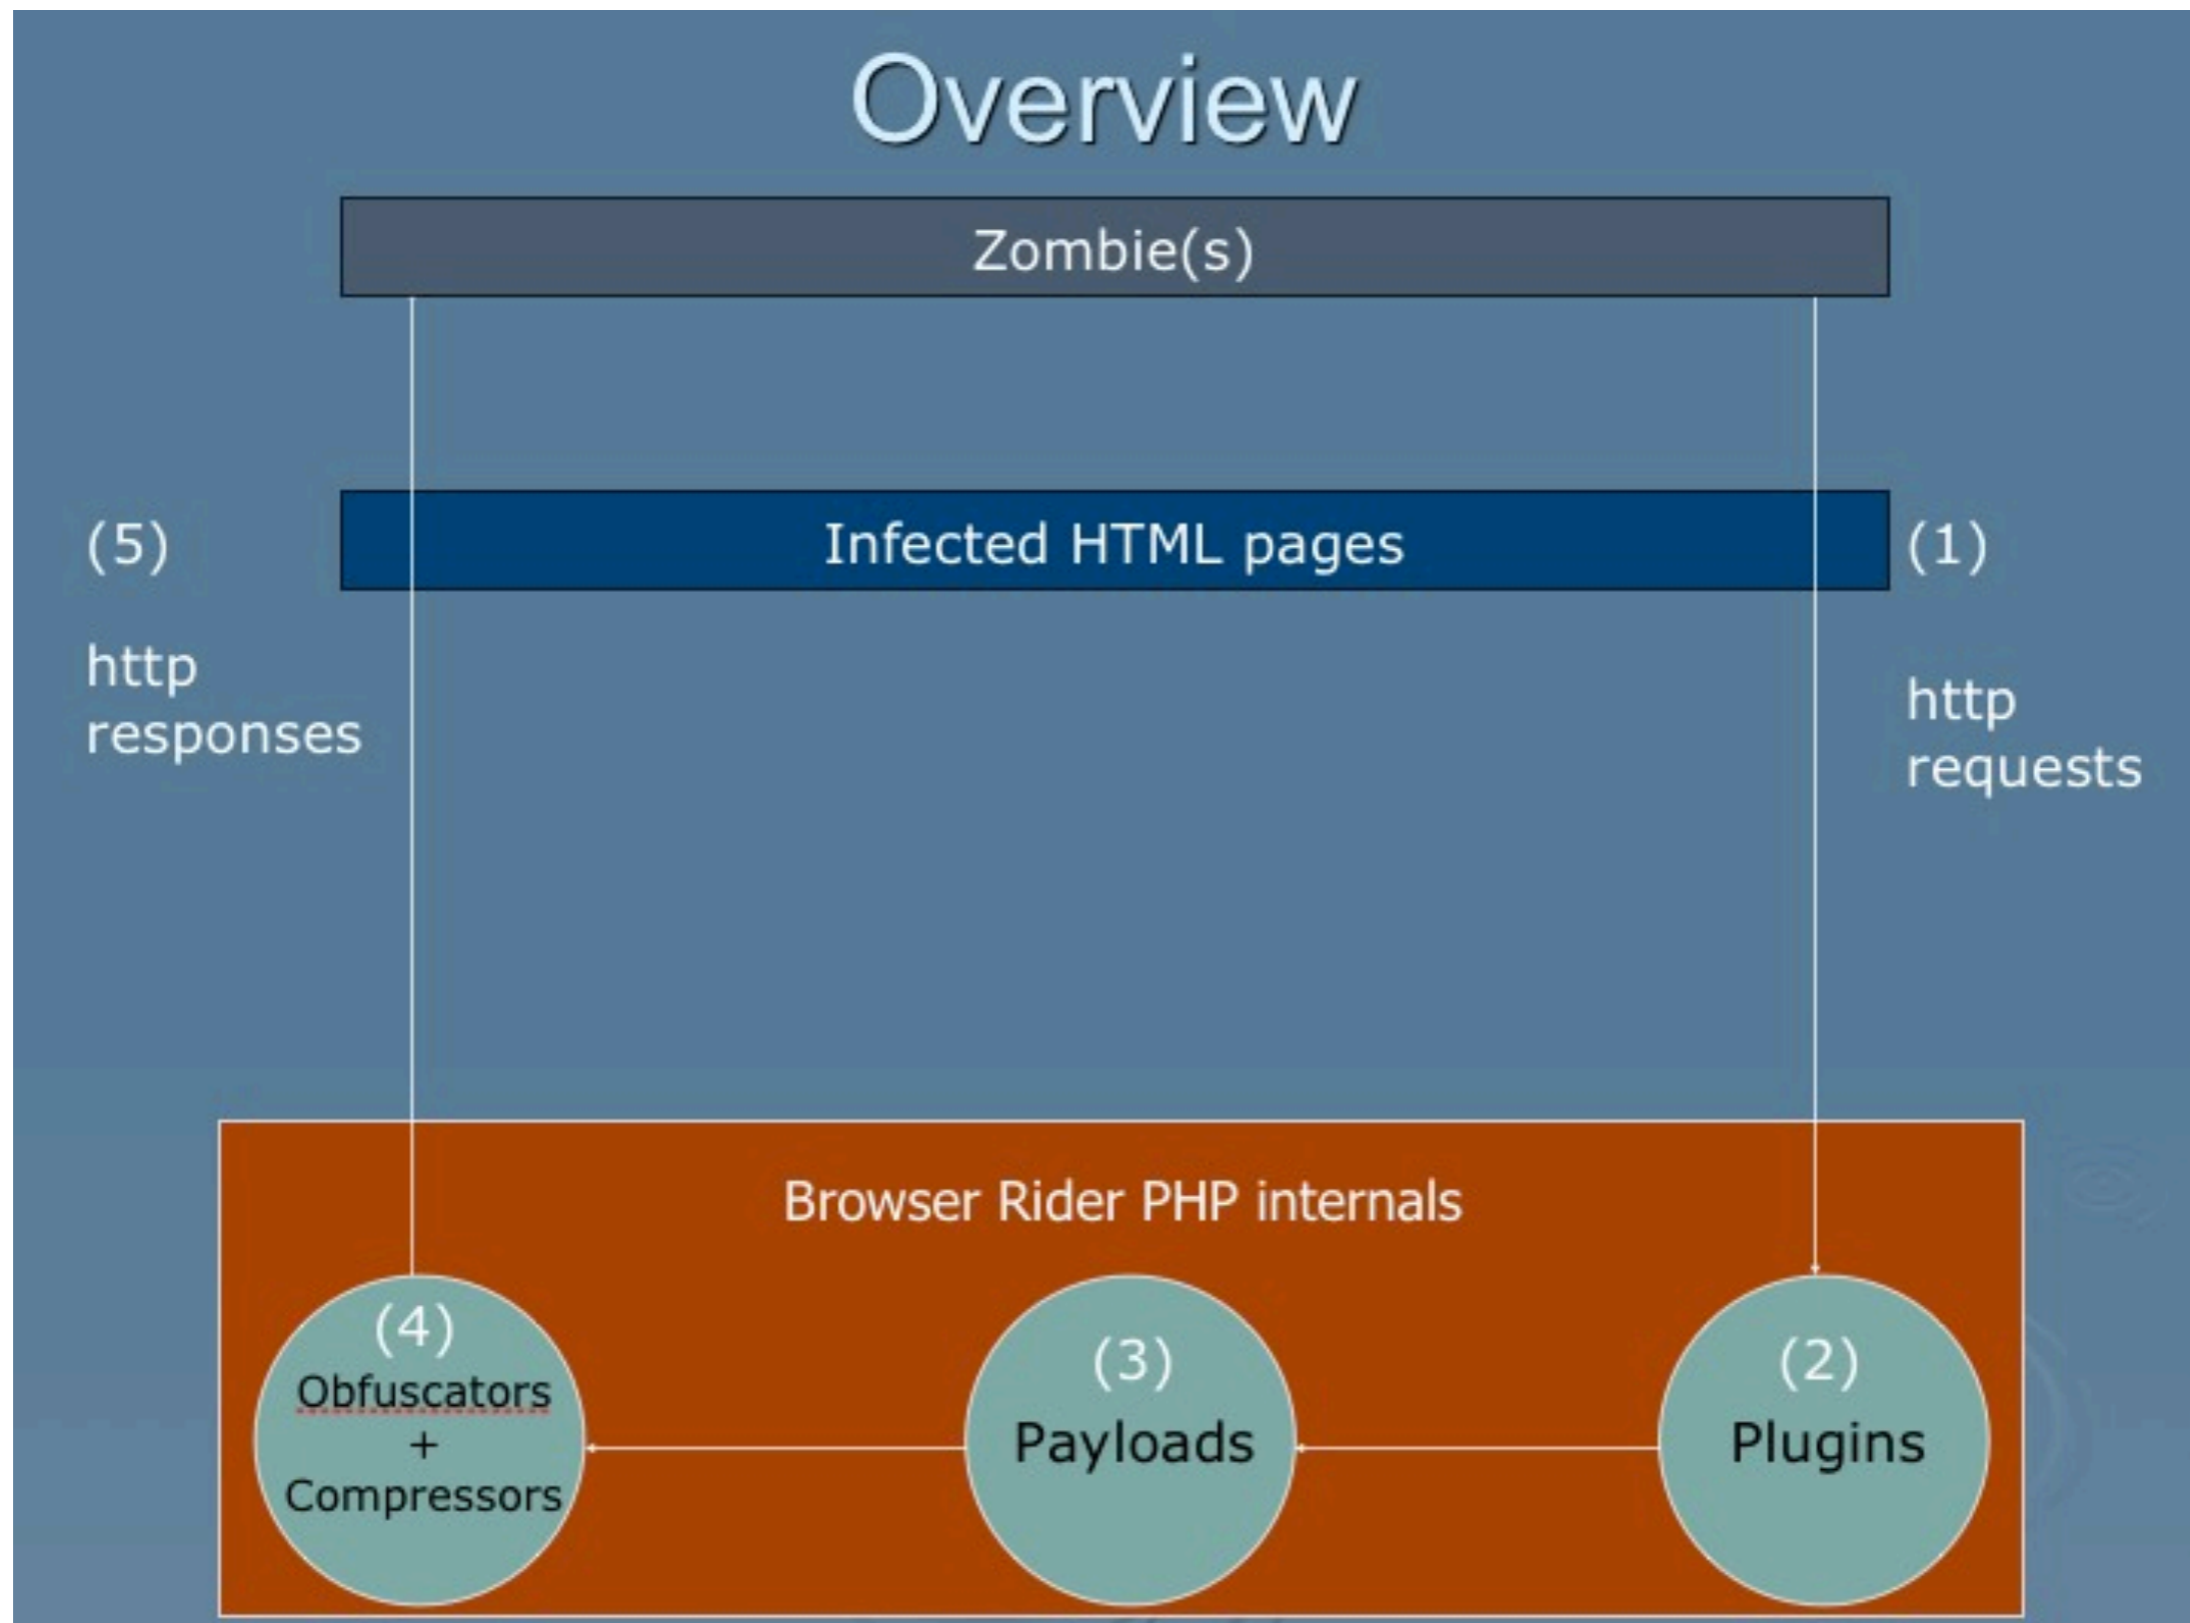 Overview
Zombie(s)
(5)
Infected HTML pages
(1)
http
responses
http
requests
Browser Rider PHP internals
(4)
Obfuscators
+
Compressors
(3)
Payloads
(2)
Plugins